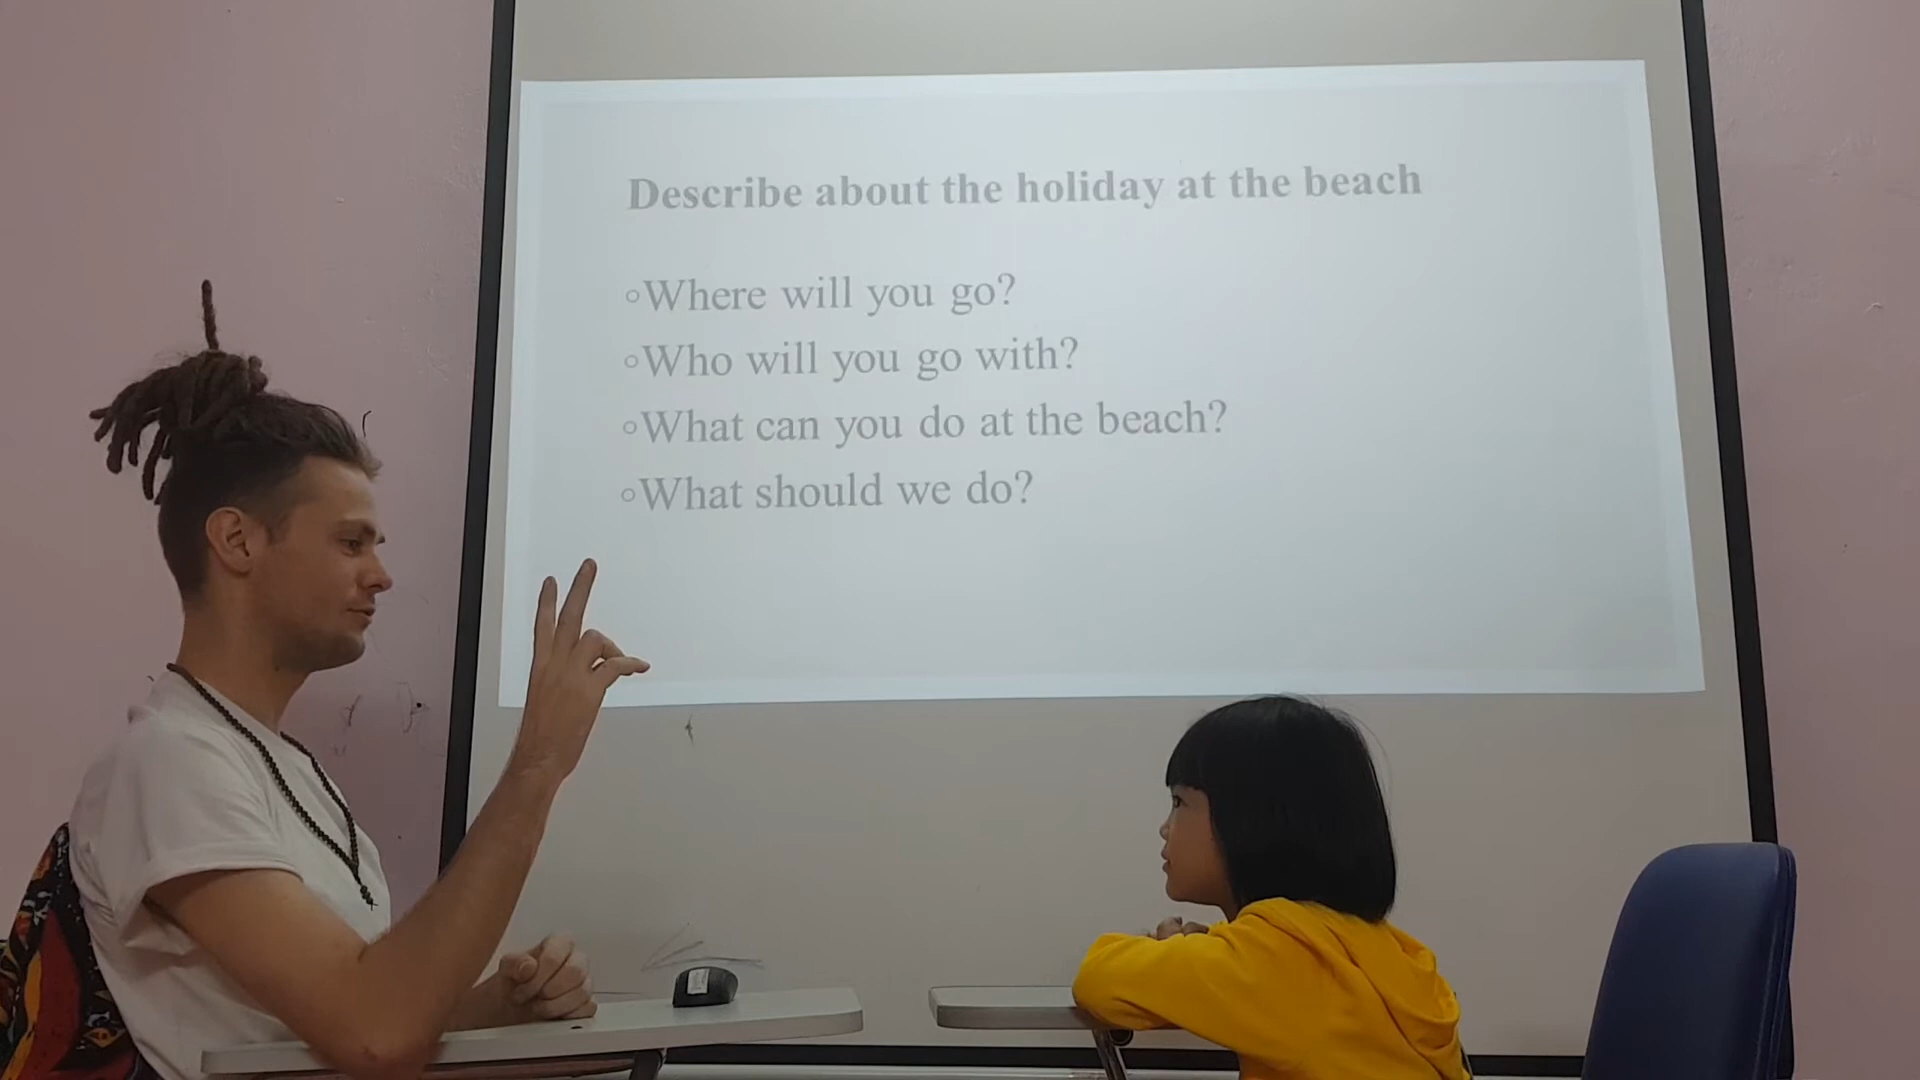 Describe about the holiday at the beach
◦Where will you go?
◦Who will you go with?
◦What can you do at the beach?
◦What should we do?